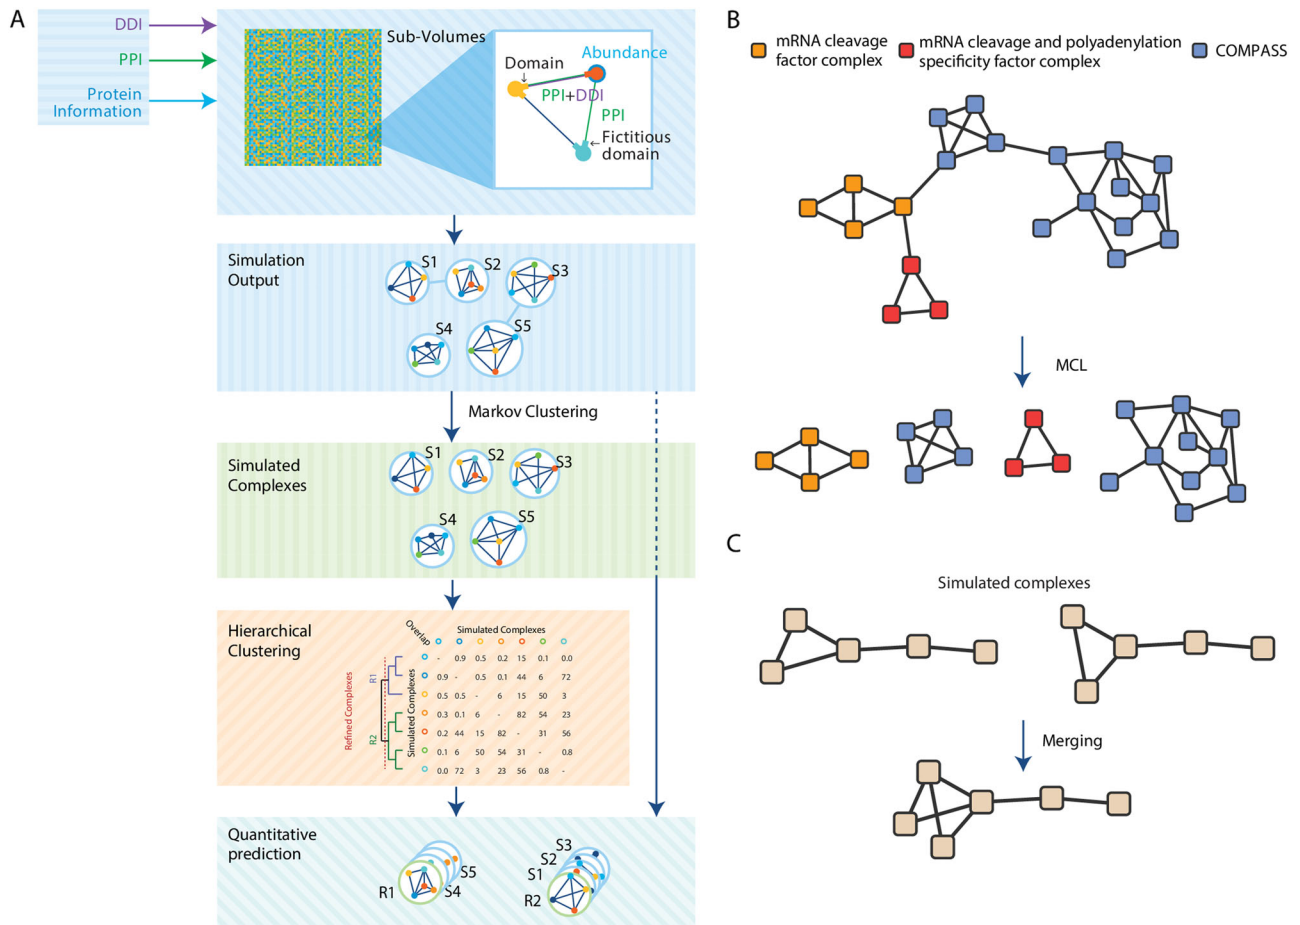 A
DDI
PPI
Protein
Information
Sub-Volumes
Abundance
Domain
PPI+DDI
PPI
Fictitious
domain
Simulation
Output
S1
S2
S3
S4
S5
Markov Clustering
Simulated
Complexes
S1
S2
S3
S4
S5
Hierarchical
Clustering
Overlap
Simulated Complexes
Refined Complexes
R1
R2
Simulated Complexes
- 0.9 0.5 0.2 15 0.1 0.0
0.9 - 0.5 0.1 44 6 72
0.5 0.5 - 6 15 50 3
0.3 0.1 6 - 82 54 23
0.2 44 15 82 - 31 56
0.1 6 50 54 31 - 0.8
0.0 72 3 23 56 0.8 -
Quantitative
prediction
R1
S4
S5
S3
S2
S1
R2
B
mRNA cleavage
factor complex
mRNA cleavage and polyadenylation
specificity factor complex
COMPASS
MCL
C
Simulated complexes
Merging